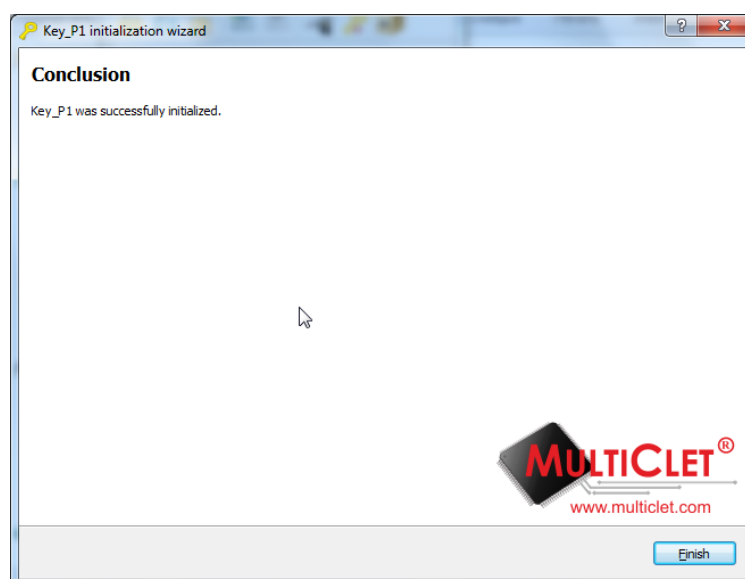 Key_P1 initialization wizard
?
Conclusion
Key_P1 was successfully initialized.
MULTICLET®
www.multiclet.com
Finish